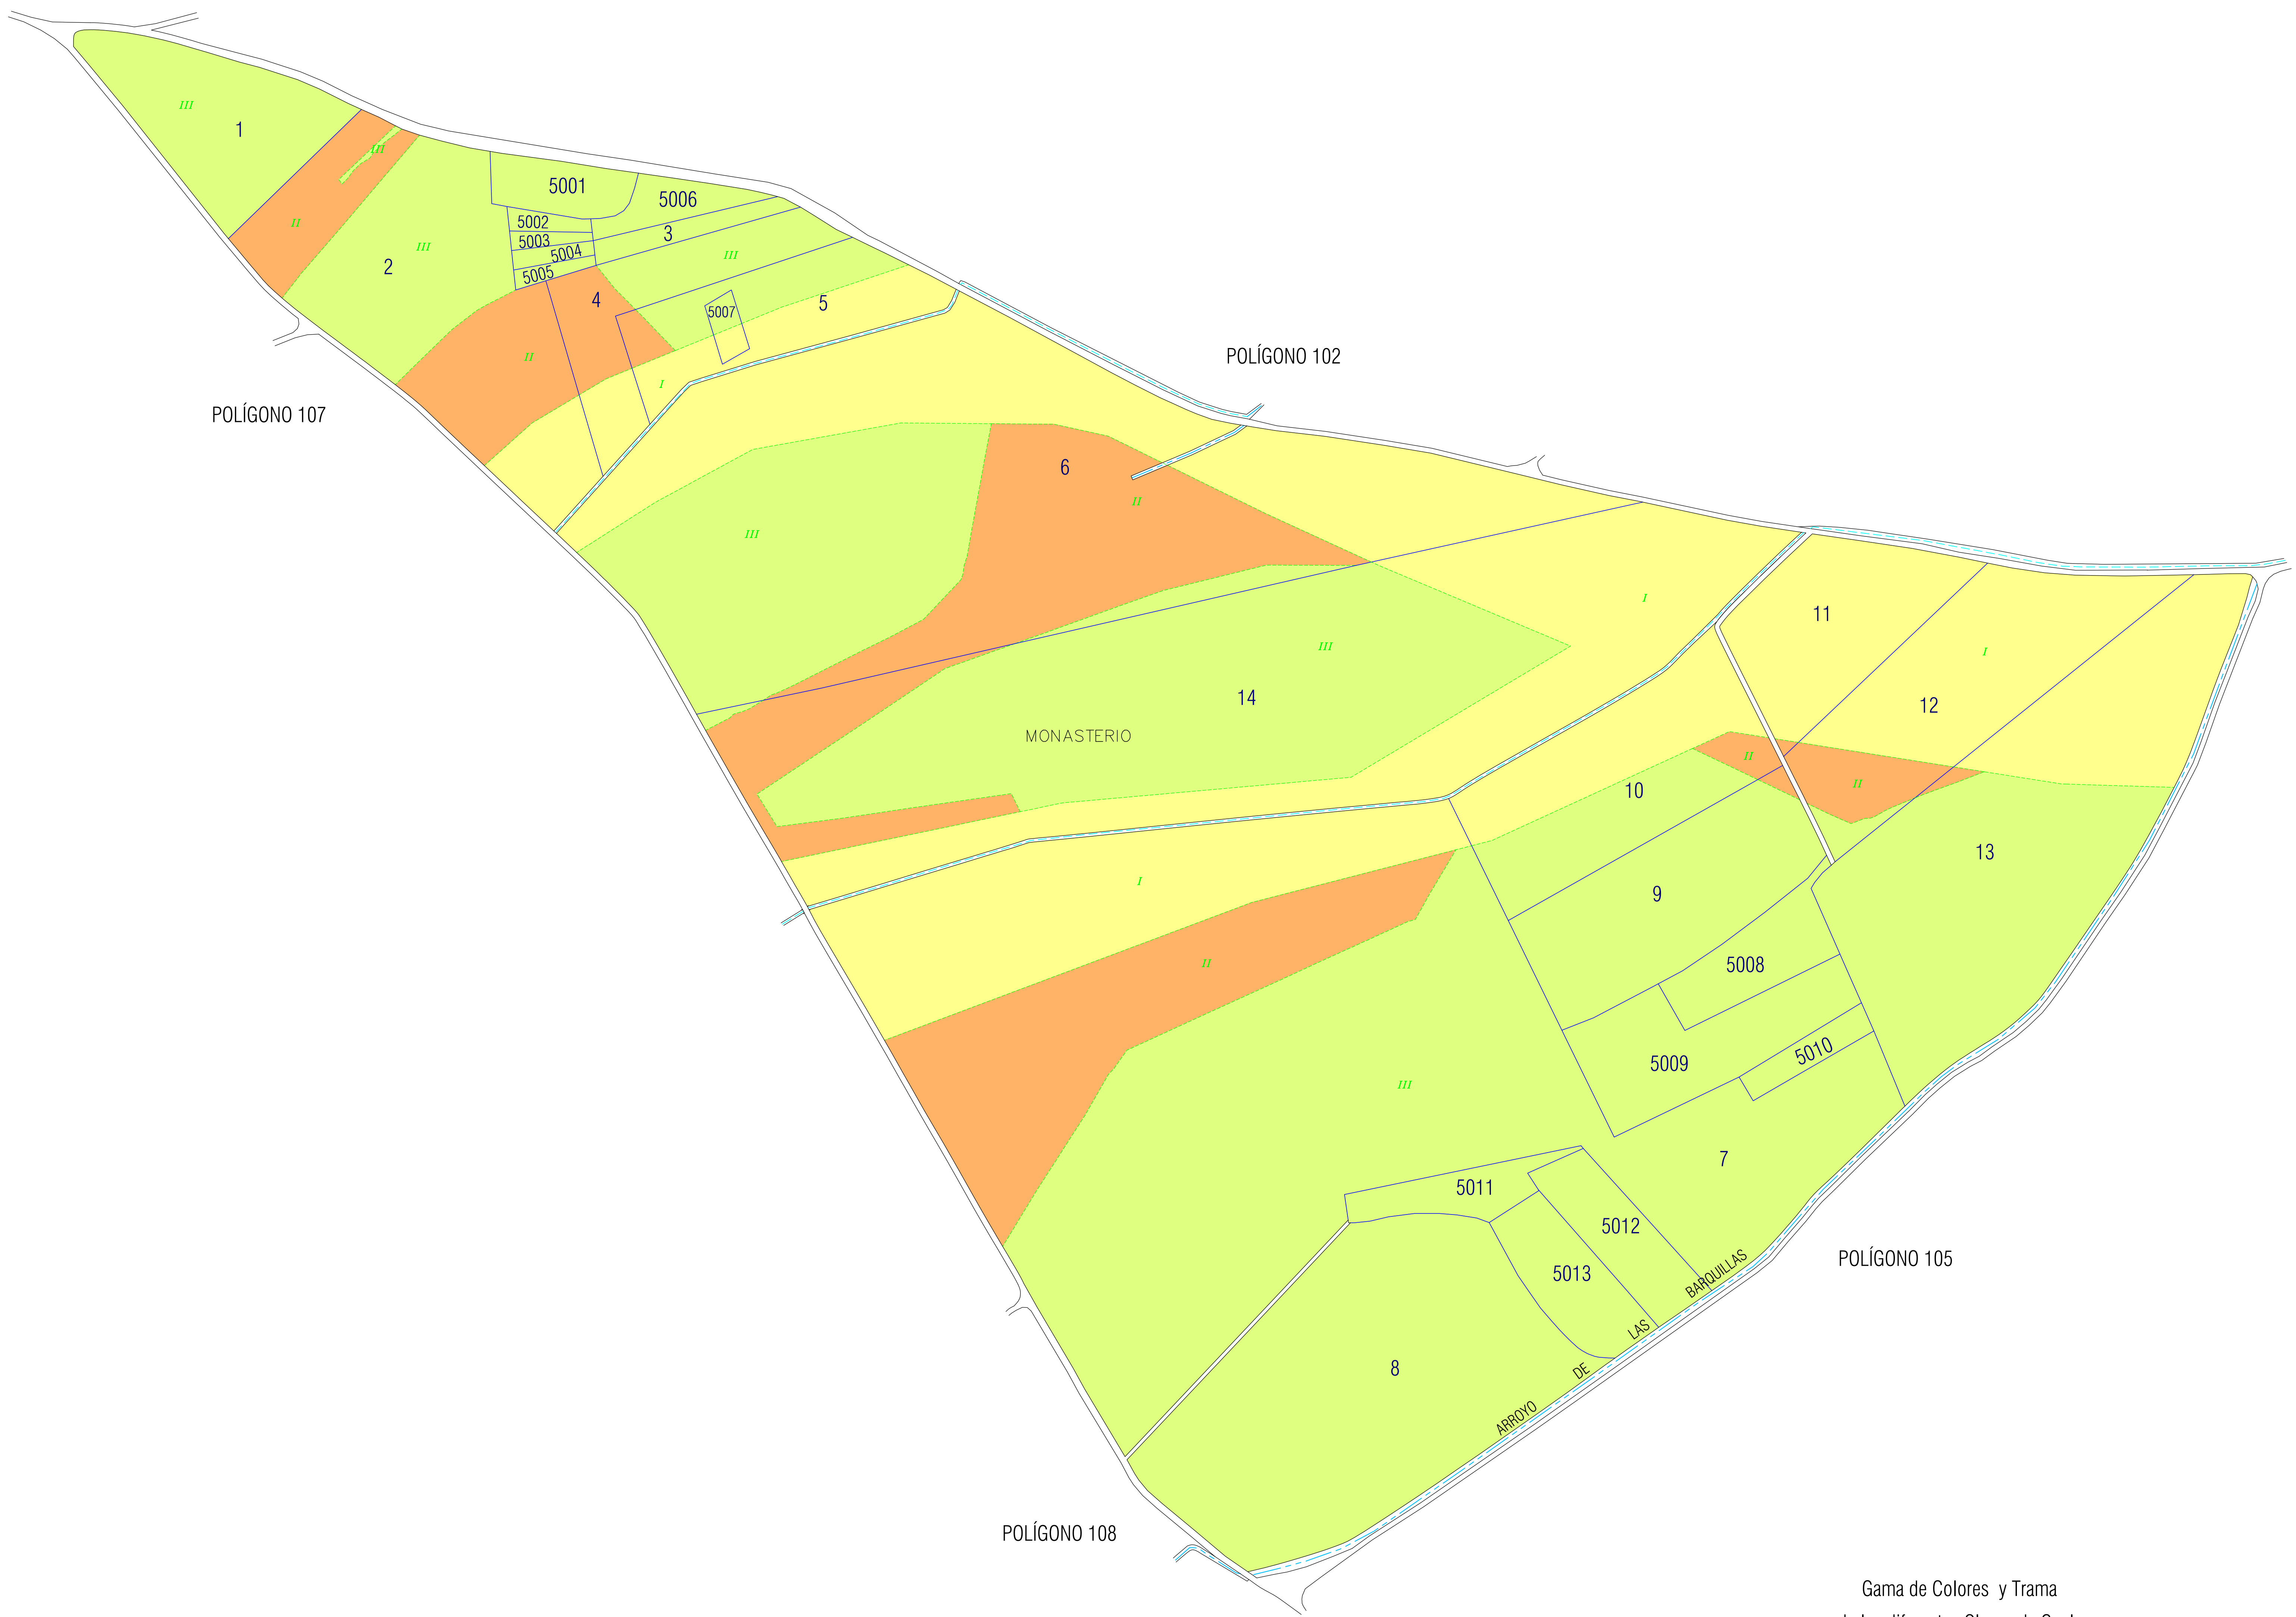 III
1
III
II
2
III
5001
5006
5002
5003
5004
5005
3
III
4
5
5007
II
I
POLÍGONO 102
POLÍGONO 107
6
II
III
I
11
III
I
14
12
MONASTERIO
II
II
10
13
I
9
II
5008
5009
5010
III
7
5011
5012
5013
POLÍGONO 105
8
ARROYO DE LAS BARQUILLAS
POLÍGONO 108
Gama de Colores y Trama